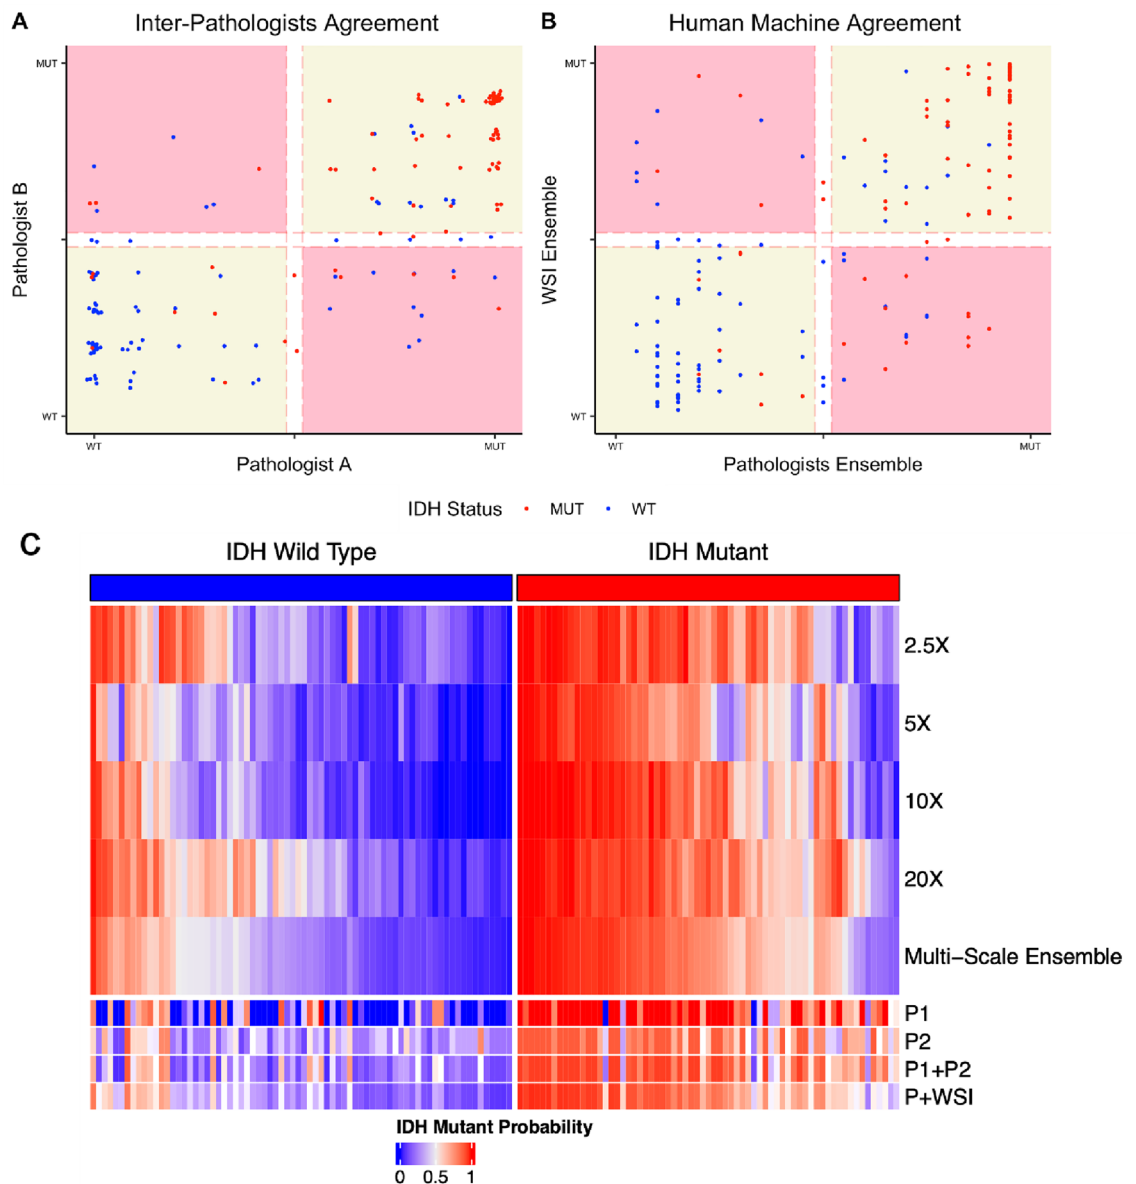 A
Inter-Pathologists Agreement
B
Human Machine Agreement
MUT
Pathologist B
WT
WT
MUT
Pathologist A
MUT
WSI Ensemble
WT
WT
MUT
Pathologists Ensemble
IDH Status
MUT
WT
C
IDH Wild Type
IDH Mutant
2.5X
5X
10X
20X
Multi−Scale Ensemble
P1
P2
P1+P2
P+WSI
IDH Mutant Probability
0 0.5 1